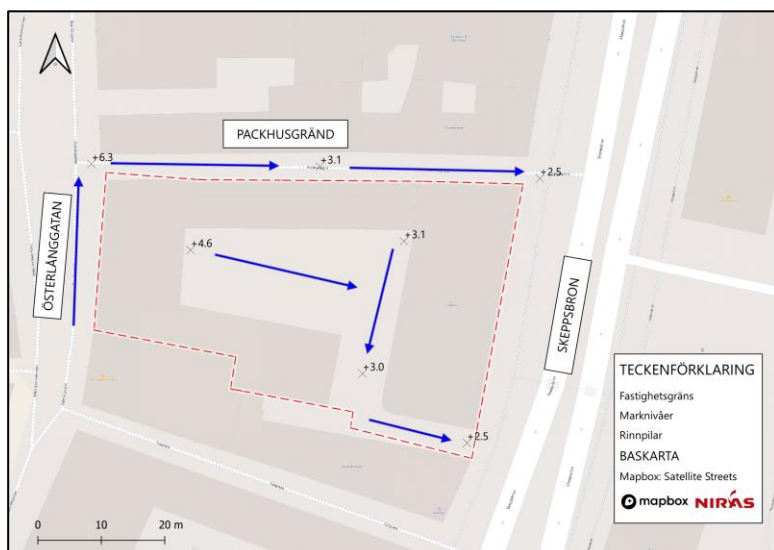 PACKHUSGRÄND
+6.3
+3.1
+2.5
ÖSTERLÅNGGATAN
+4.6
+3.1
SKEPPSBRON
+3.0
+2.5
TECKENFÖRKLARING
Fastighetsgräns
Marknivåer
Rinnpilar
BASKARTA
Mapbox: Satellite Streets
mapbox NIRÁS
0 10 20 m